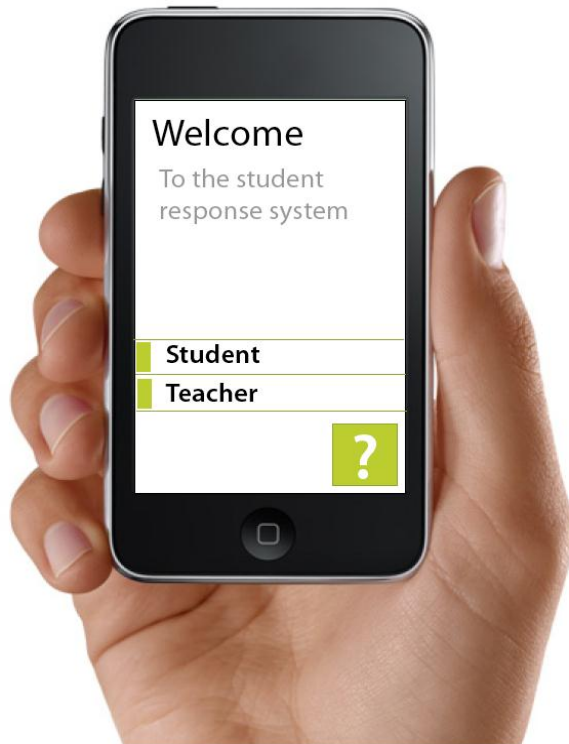 Welcome
To the student
response system
Student
Teacher
?